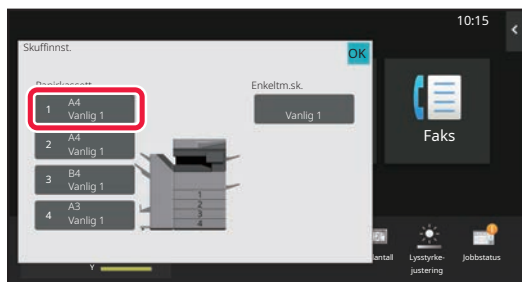 10:15
Skuffinnst.
OK
Enkeltm.sk.
1 A4
Vanlig 1
Vanlig 1
2 A4
Vanlig 1
3 B4
Vanlig 1
4 A3
Vanlig 1
1
2
3
4
Faks
Lysstyrke-
justering
Jobbstatus
Y